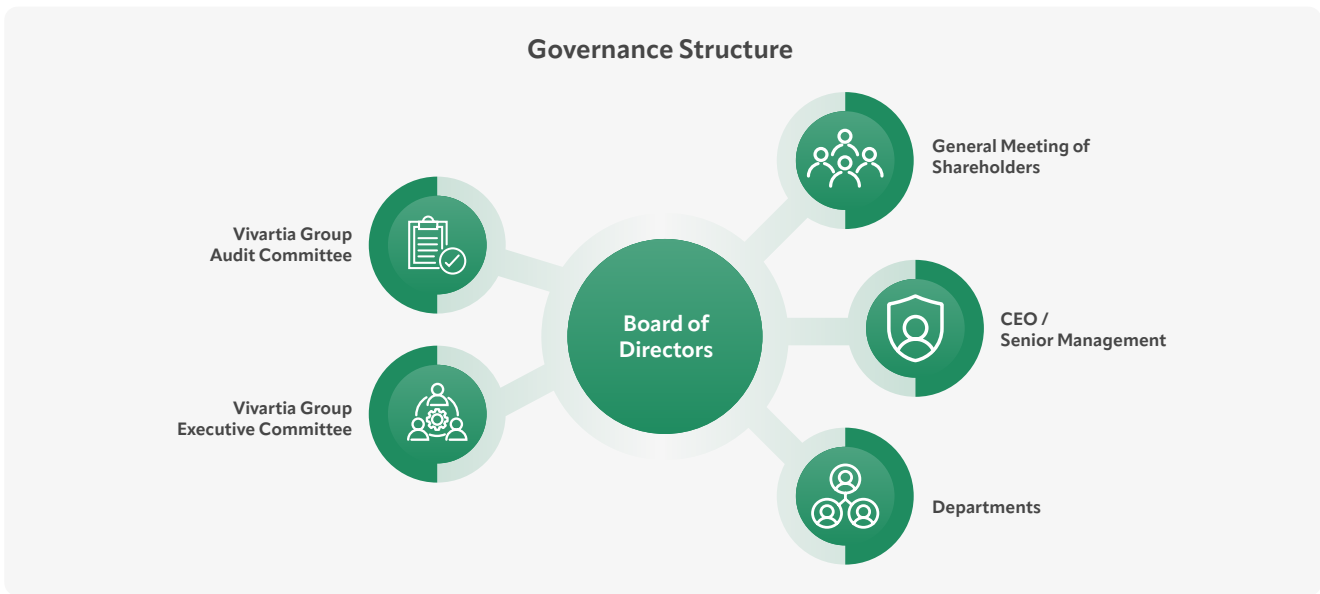 Governance Structure
General Meeting of
Shareholders
Vivartia Group
Audit Committee
Board of
Directors
CEO /
Senior Management
Vivartia Group
Executive Committee
Departments